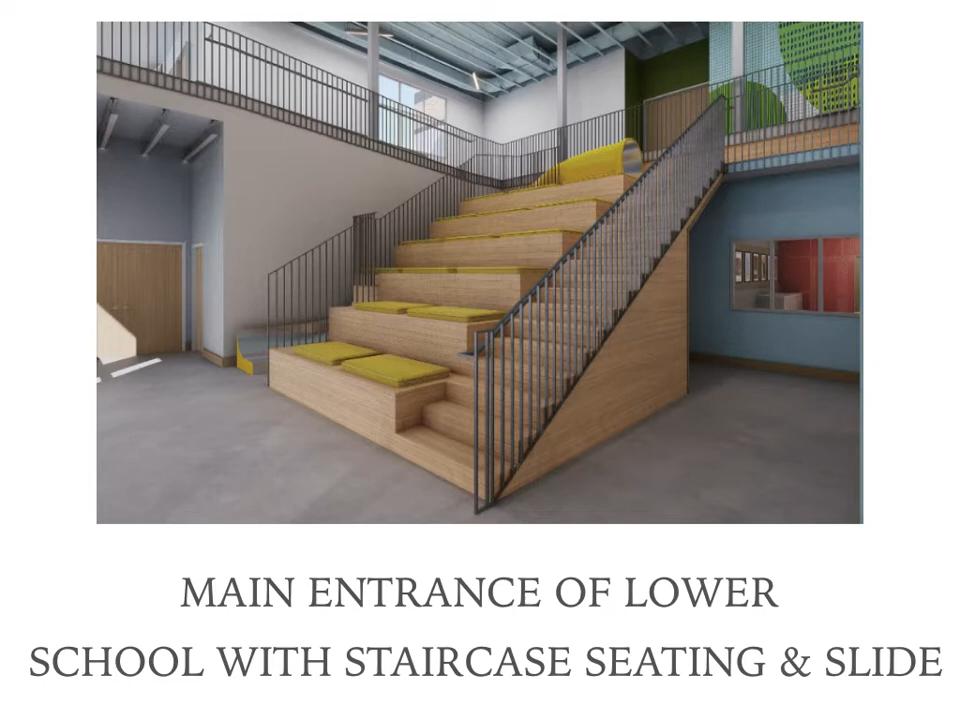 MAIN ENTRANCE OF LOWER
SCHOOL WITH STAIRCASE SEATING & SLIDE